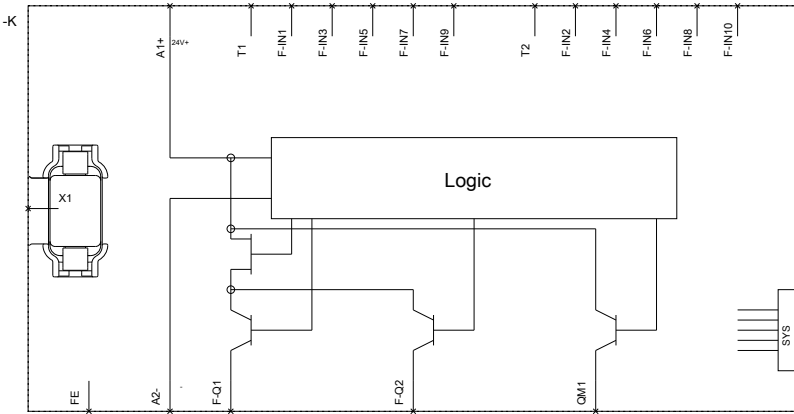 -K
A1+
24V+
T1
F-IN1
F-IN3
F-IN5
F-IN7
F-IN9
T2
F-IN2
F-IN4
F-IN6
F-IN8
F-IN10
Logic
X1
SYS
FE
A2-
-
F-Q1
F-Q2
QM1